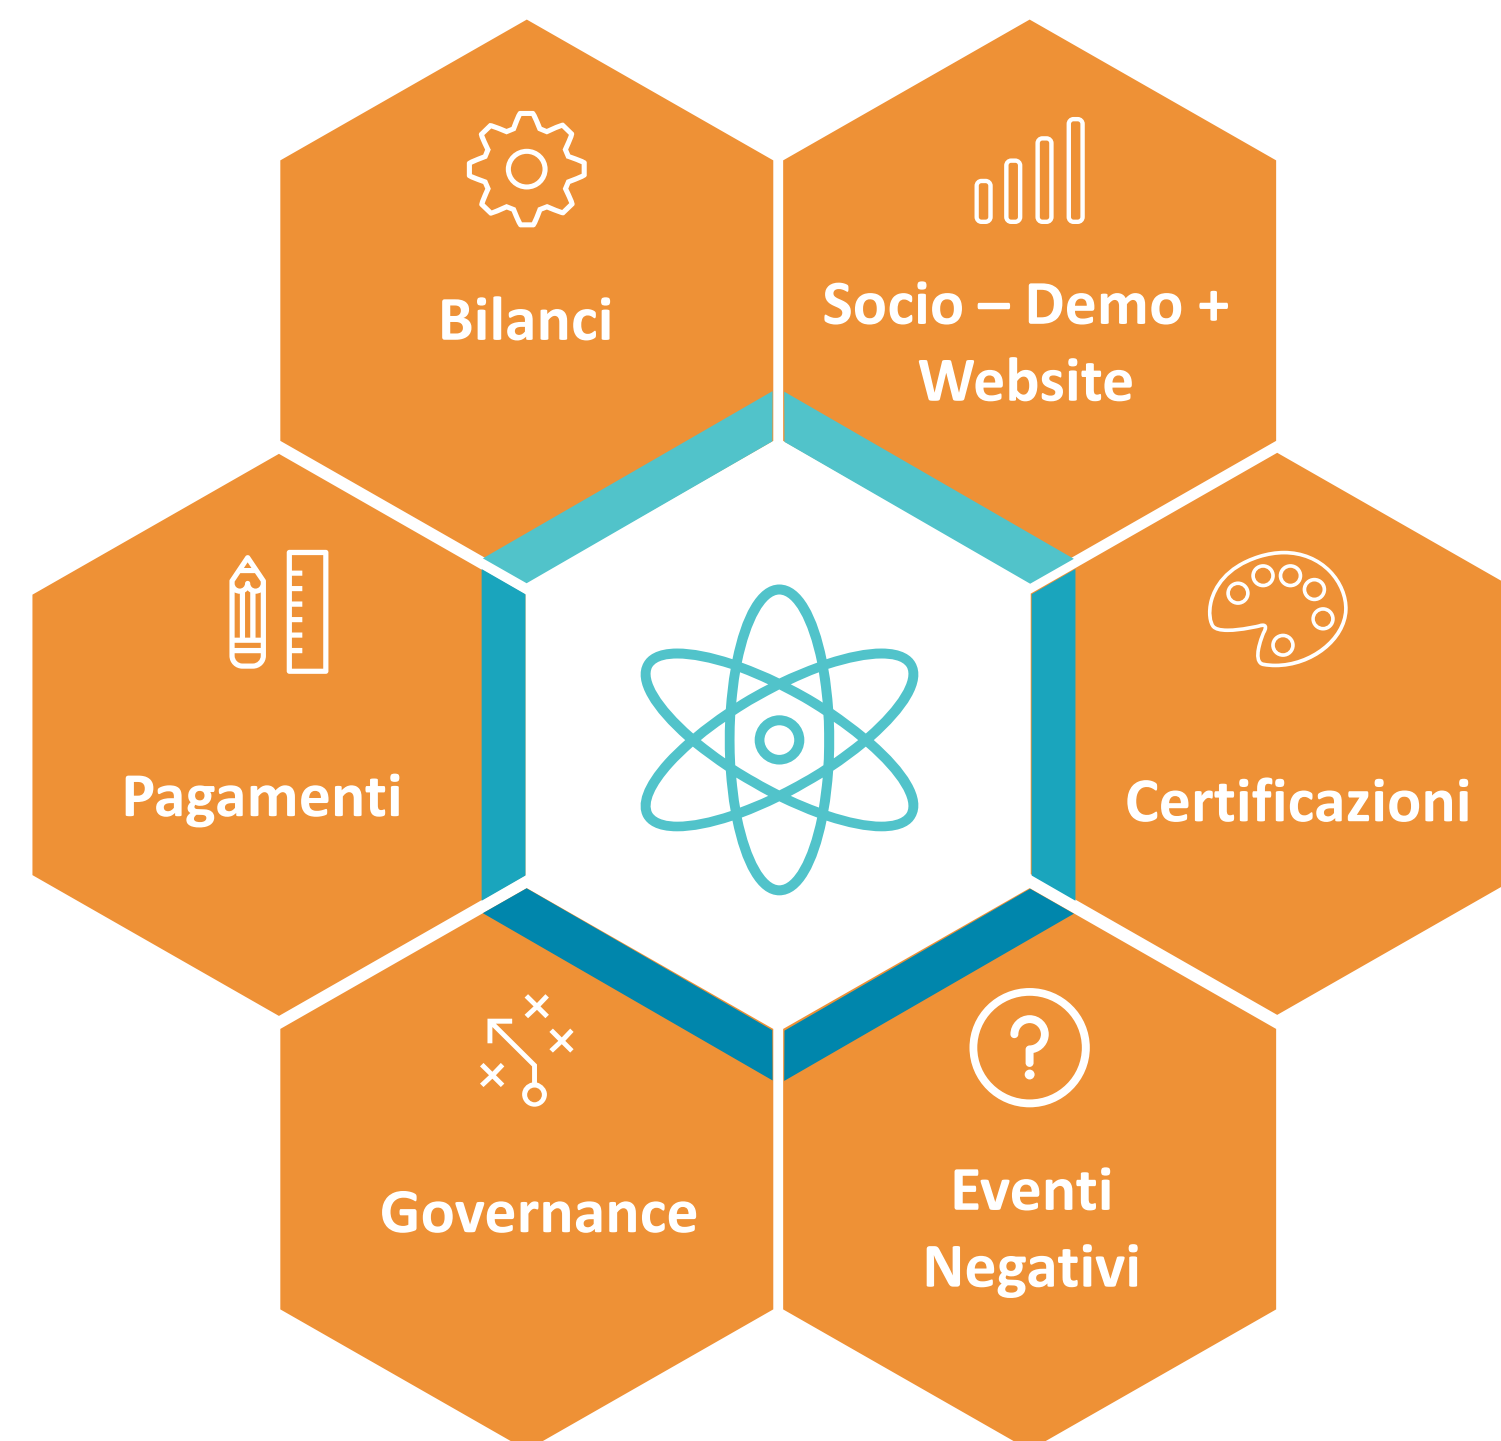 Bilanci
Socio – Demo +
Website
Pagamenti
Certificazioni
Governance
Eventi
Negativi